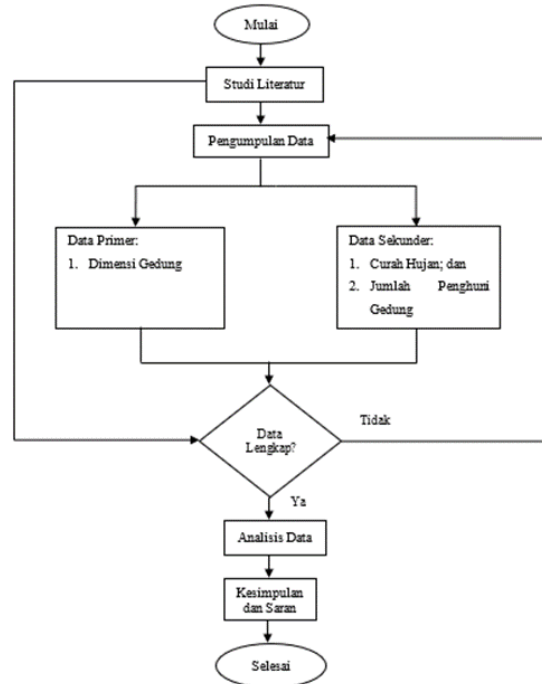 Mulai
Studi Literatur
Pengumpulan Data
Data Primer:
1. Dimensi Gedung
Data Sekunder:
1. Curah Hujan; dan
2. Jumlah Penghuni
Gedung
Data
Lengkap?
Tidak
Ya
Analisis Data
Kesimpulan
dan Saran
Selesai